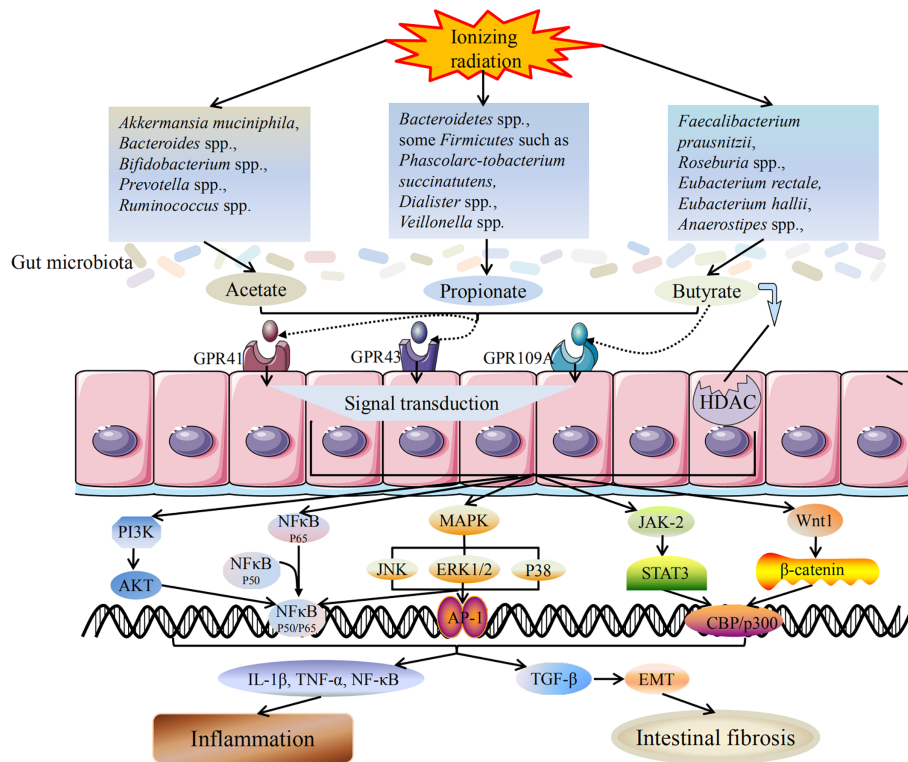 Ionizing
radiation
Akkermansia muciniphila,
Bacteroides spp.,
Bifidobacterium spp.,
Prevotella spp.,
Ruminococcus spp.
Bacteroidetes spp.,
some Firmicutes such as
Phascolarc-tobacterium
succinatutens,
Dialister spp.,
Veillonella spp.
Faecalibacterium
prausnitzii,
Roseburia spp.,
Eubacterium rectale,
Eubacterium hallii,
Anaerostipes spp.,
Gut microbiota
Acetate
Propionate
Butyrate
GPR41
GPR43
GPR109A
Signal transduction
HDAC
PI3K
NFκB
P65
MAPK
JAK-2
Wnt1
NFκB
P50
JNK
ERK1/2
P38
STAT3
β-catenin
AKT
NFκB
P50/P65
AP-1
CBP/p300
IL-1β, TNF-α, NF-κB
TGF-β
EMT
Inflammation
Intestinal fibrosis